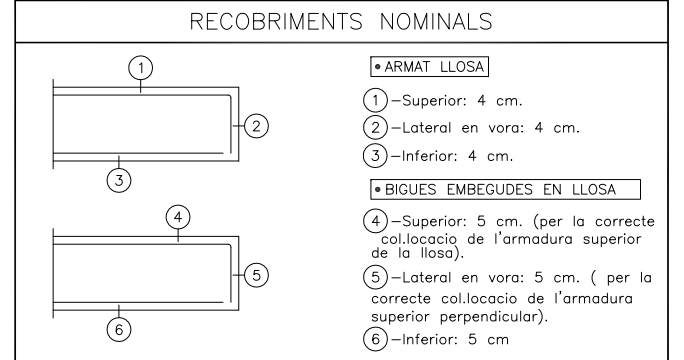 RECOBRIMENTS NOMINALS
1
2
3
• ARMAT LLOSA
1 -Superior: 4 cm.
2 -Lateral en vora: 4 cm.
3 -Inferior: 4 cm.
4
5
6
• BIGUES EMBEGUDES EN LLOSA
4 -Superior: 5 cm. (per la correcte
col.locacio de l'armadura superior
de la llosa).
5 -Lateral en vora: 5 cm. ( per la
correcte col.locacio de l'armadura
superior perpendicular).
6 -Inferior: 5 cm